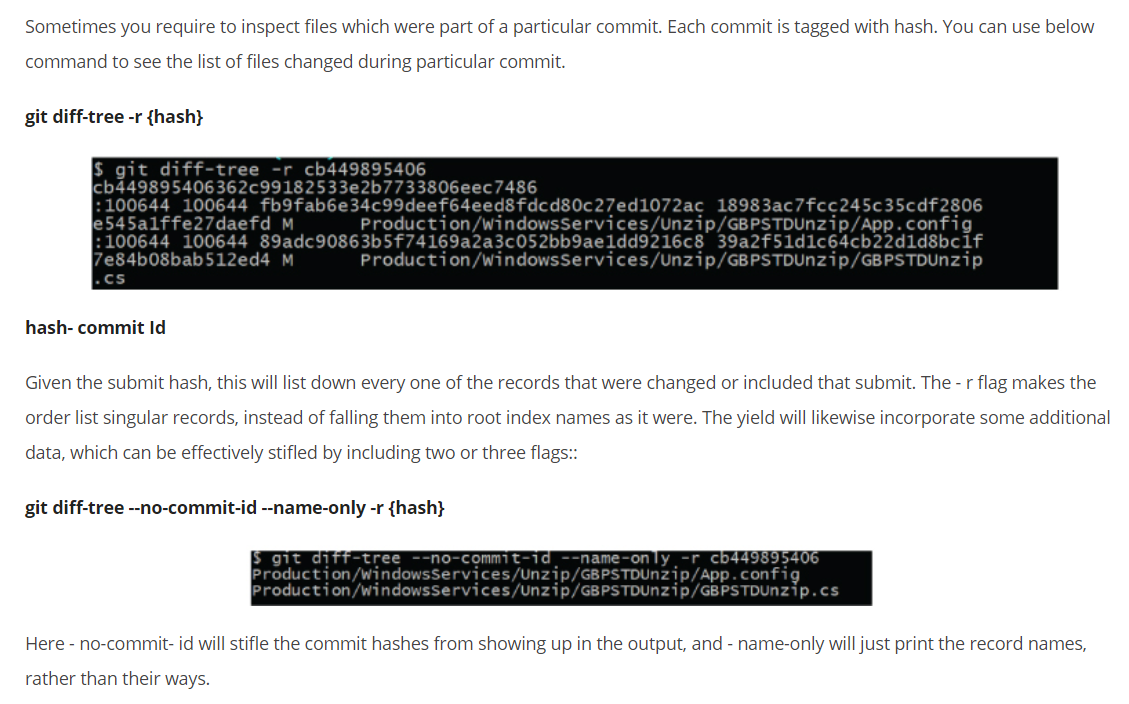 Sometimes you require to inspect files which were part of a particular commit. Each commit is tagged with hash. You can use below
command to see the list of files changed during particular commit.
git diff-tree -r {hash}
$ git diff-tree -r cb449895406
cb449895406362c99182533e2b7733806eec7486
:100644 100644 fb9fab6e34c99deef64eed8fdcd80c27ed1072ac 18983ac7fcc245c35cdf2806
e545a1ffe27daefd M Production/WindowsServices/Unzip/GBPSTDUnzip/App.config
:100644 100644 89adc90863b5f74169a2a3c052bb9ae1dd9216c8 39a2f51d1c64cb22d1d8bc1f
7e84b08bab512ed4 M Production/WindowsServices/Unzip/GBPSTDUnzip/GBPSTDUnzip
.cs
hash- commit Id
Given the submit hash, this will list down every one of the records that were changed or included that submit. The - r flag makes the
order list singular records, instead of falling them into root index names as it were. The yield will likewise incorporate some additional
data, which can be effectively stifled by including two or three flags::
git diff-tree --no-commit-id --name-only -r {hash}
$ git diff-tree --no-commit-id --name-only -r cb449895406
Production/WindowsServices/Unzip/GBPSTDUnzip/App.config
Production/WindowsServices/Unzip/GBPSTDUnzip/GBPSTDUnzip.cs
Here - no-commit- id will stifle the commit hashes from showing up in the output, and - name-only will just print the record names,
rather than their ways.